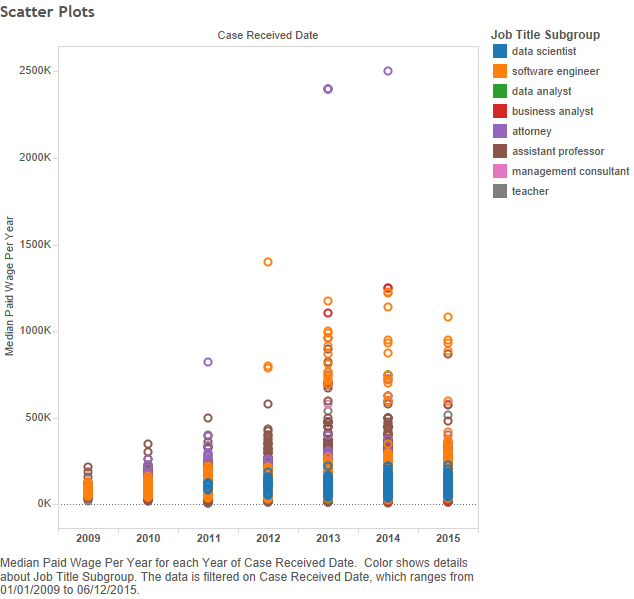 Scatter Plots
Case Received Date
Job Title Subgroup
data scientist
software engineer
data analyst
business analyst
attorney
assistant professor
management consultant
teacher
Median Paid Wage Per Year
2500K
2000K
1500K
1000K
500K
0K
2009 2010 2011 2012 2013 2014 2015
Median Paid Wage Per Year for each Year of Case Received Date.  Color shows details
about Job Title Subgroup. The data is filtered on Case Received Date, which ranges from
01/01/2009 to 06/12/2015.